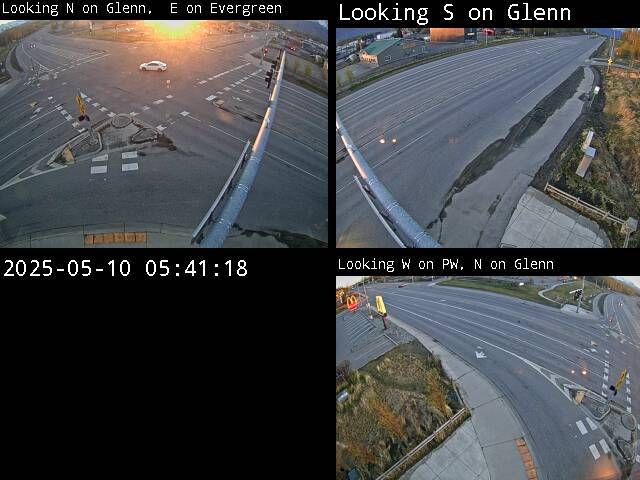 Looking N on Glenn,  E on Evergreen
Looking S on Glenn
2025-05-10 05:41:18
Looking W on PW, N on Glenn